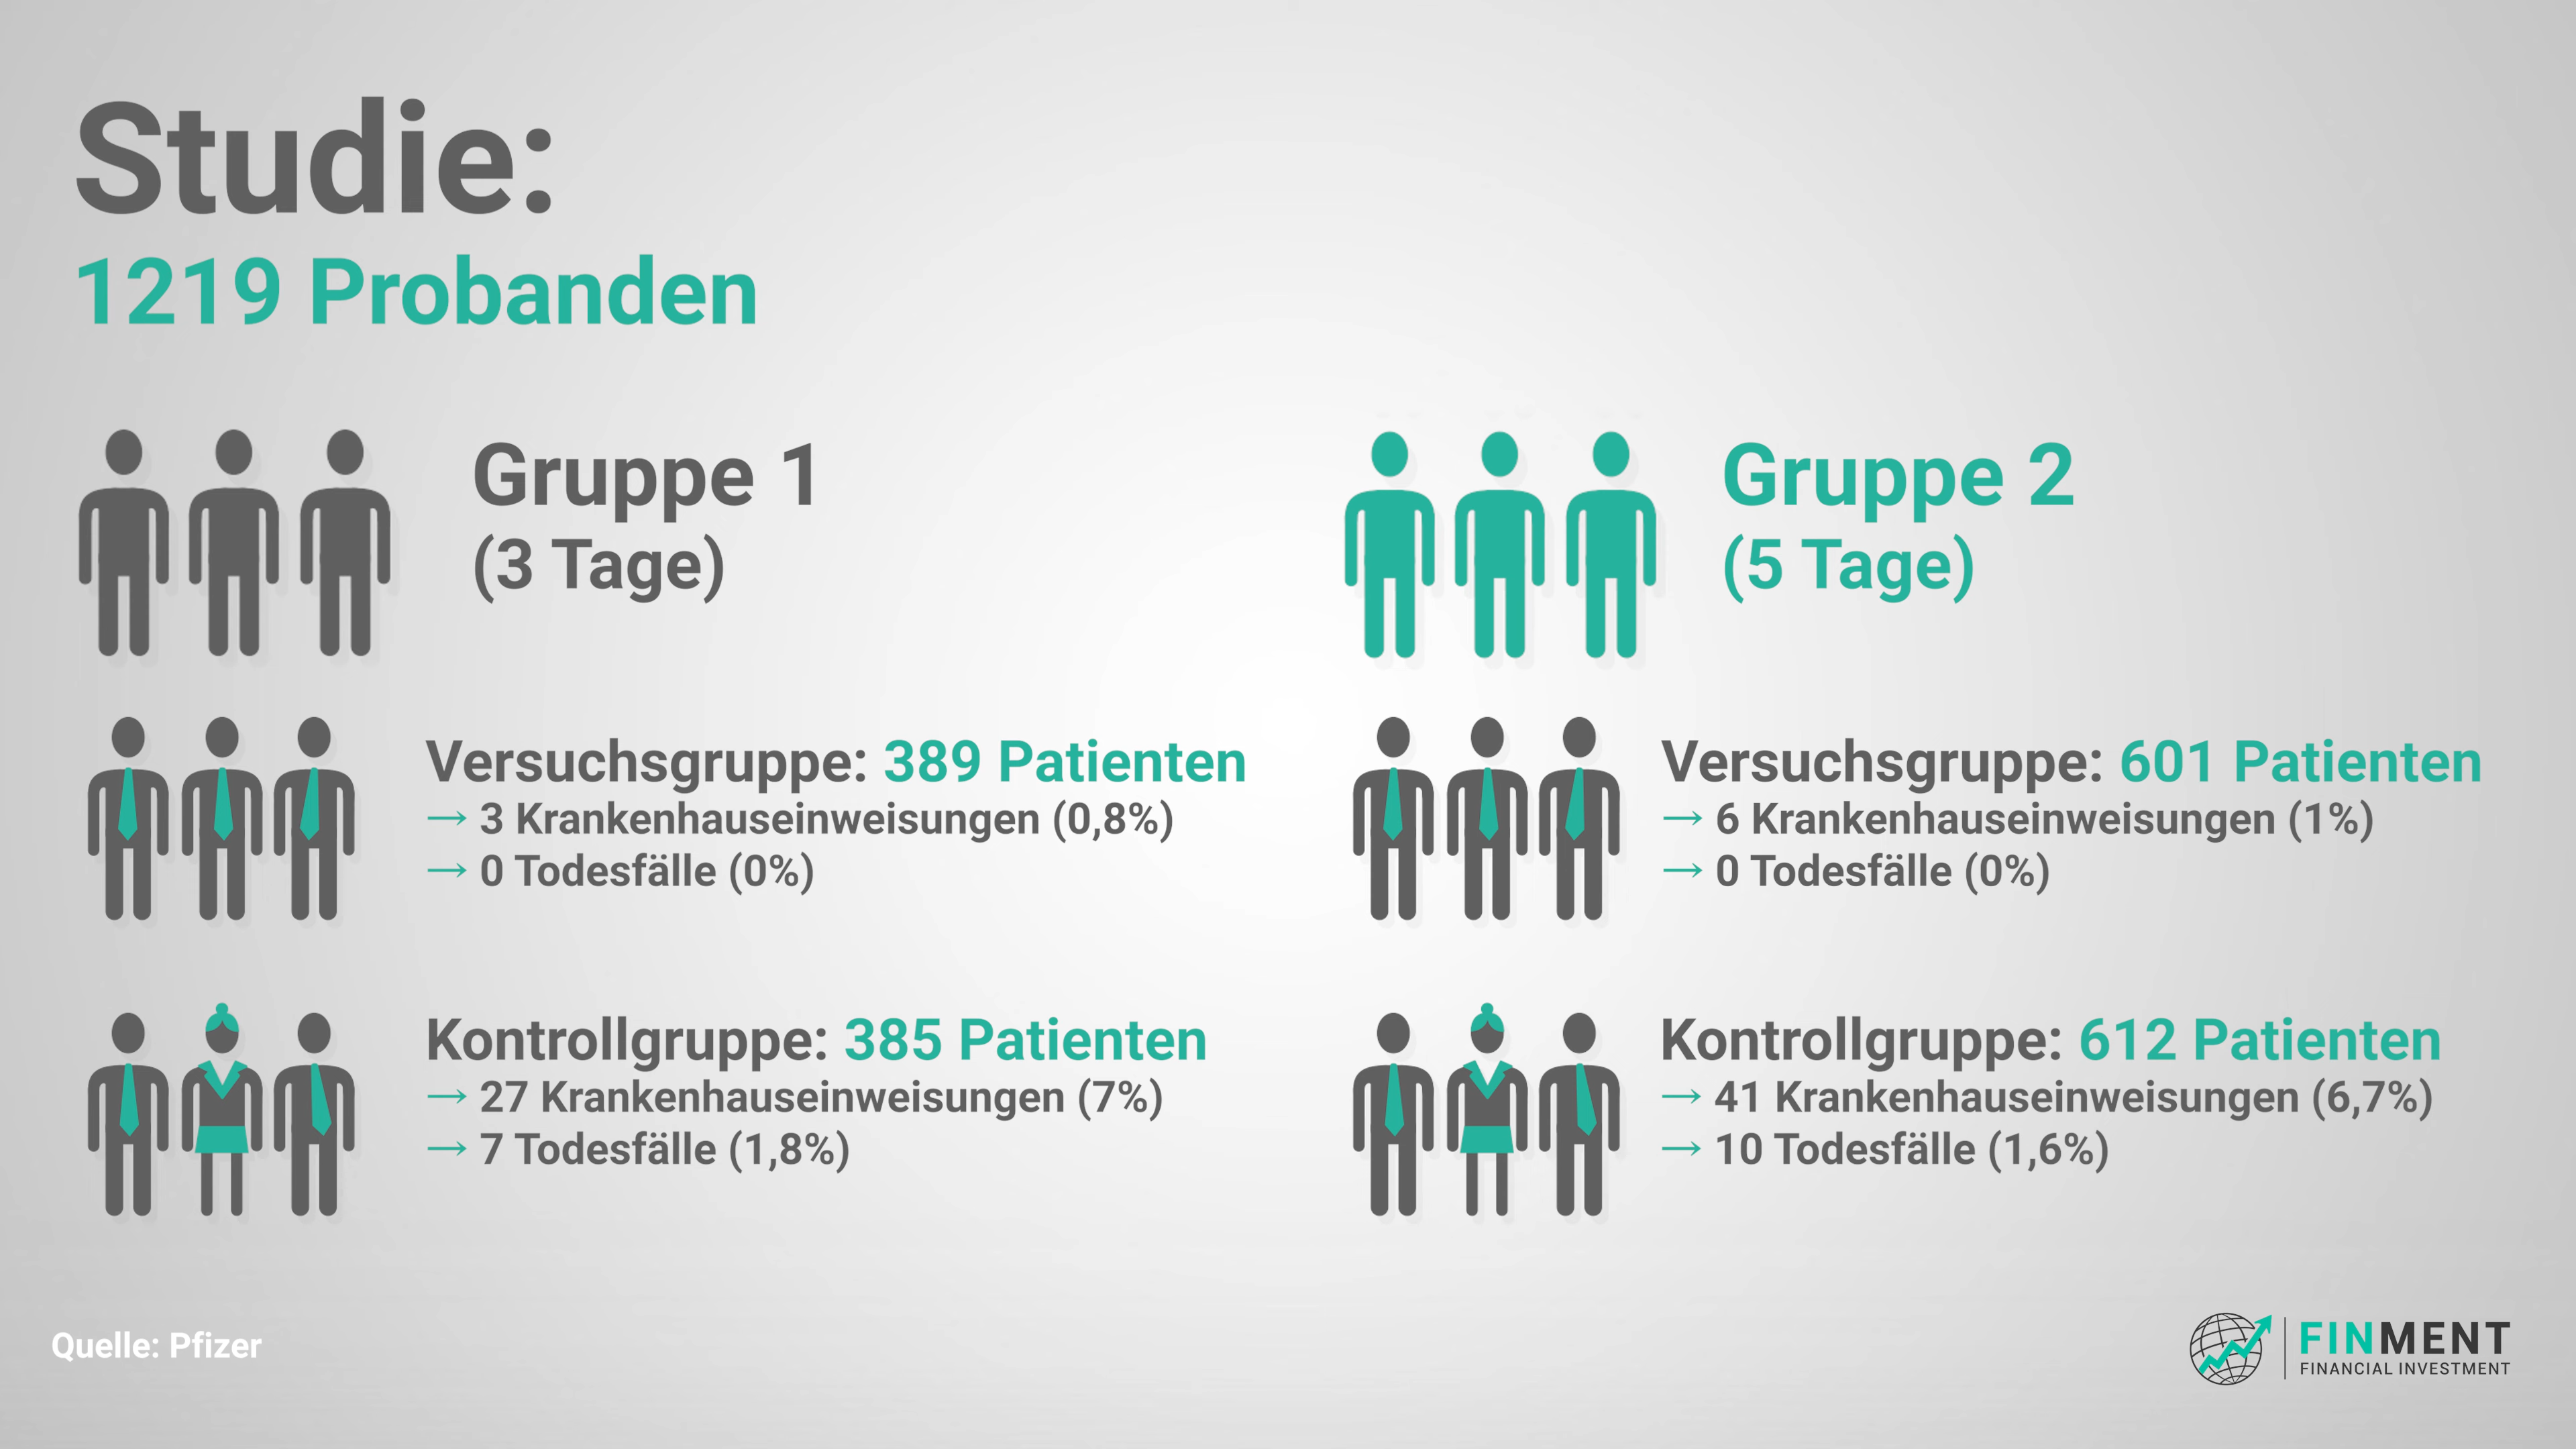 Studie:
1219 Probanden
Gruppe 1
(3 Tage)
Versuchsgruppe: 389 Patienten
→ 3 Krankenhauseinweisungen (0,8%)
→ 0 Todesfälle (0%)
Kontrollgruppe: 385 Patienten
→ 27 Krankenhauseinweisungen (7%)
→ 7 Todesfälle (1,8%)
Gruppe 2
(5 Tage)
Versuchsgruppe: 601 Patienten
→ 6 Krankenhauseinweisungen (1%)
→ 0 Todesfälle (0%)
Kontrollgruppe: 612 Patienten
→ 41 Krankenhauseinweisungen (6,7%)
→ 10 Todesfälle (1,6%)
Quelle: Pfizer
FINMENT
FINANCIAL INVESTMENT